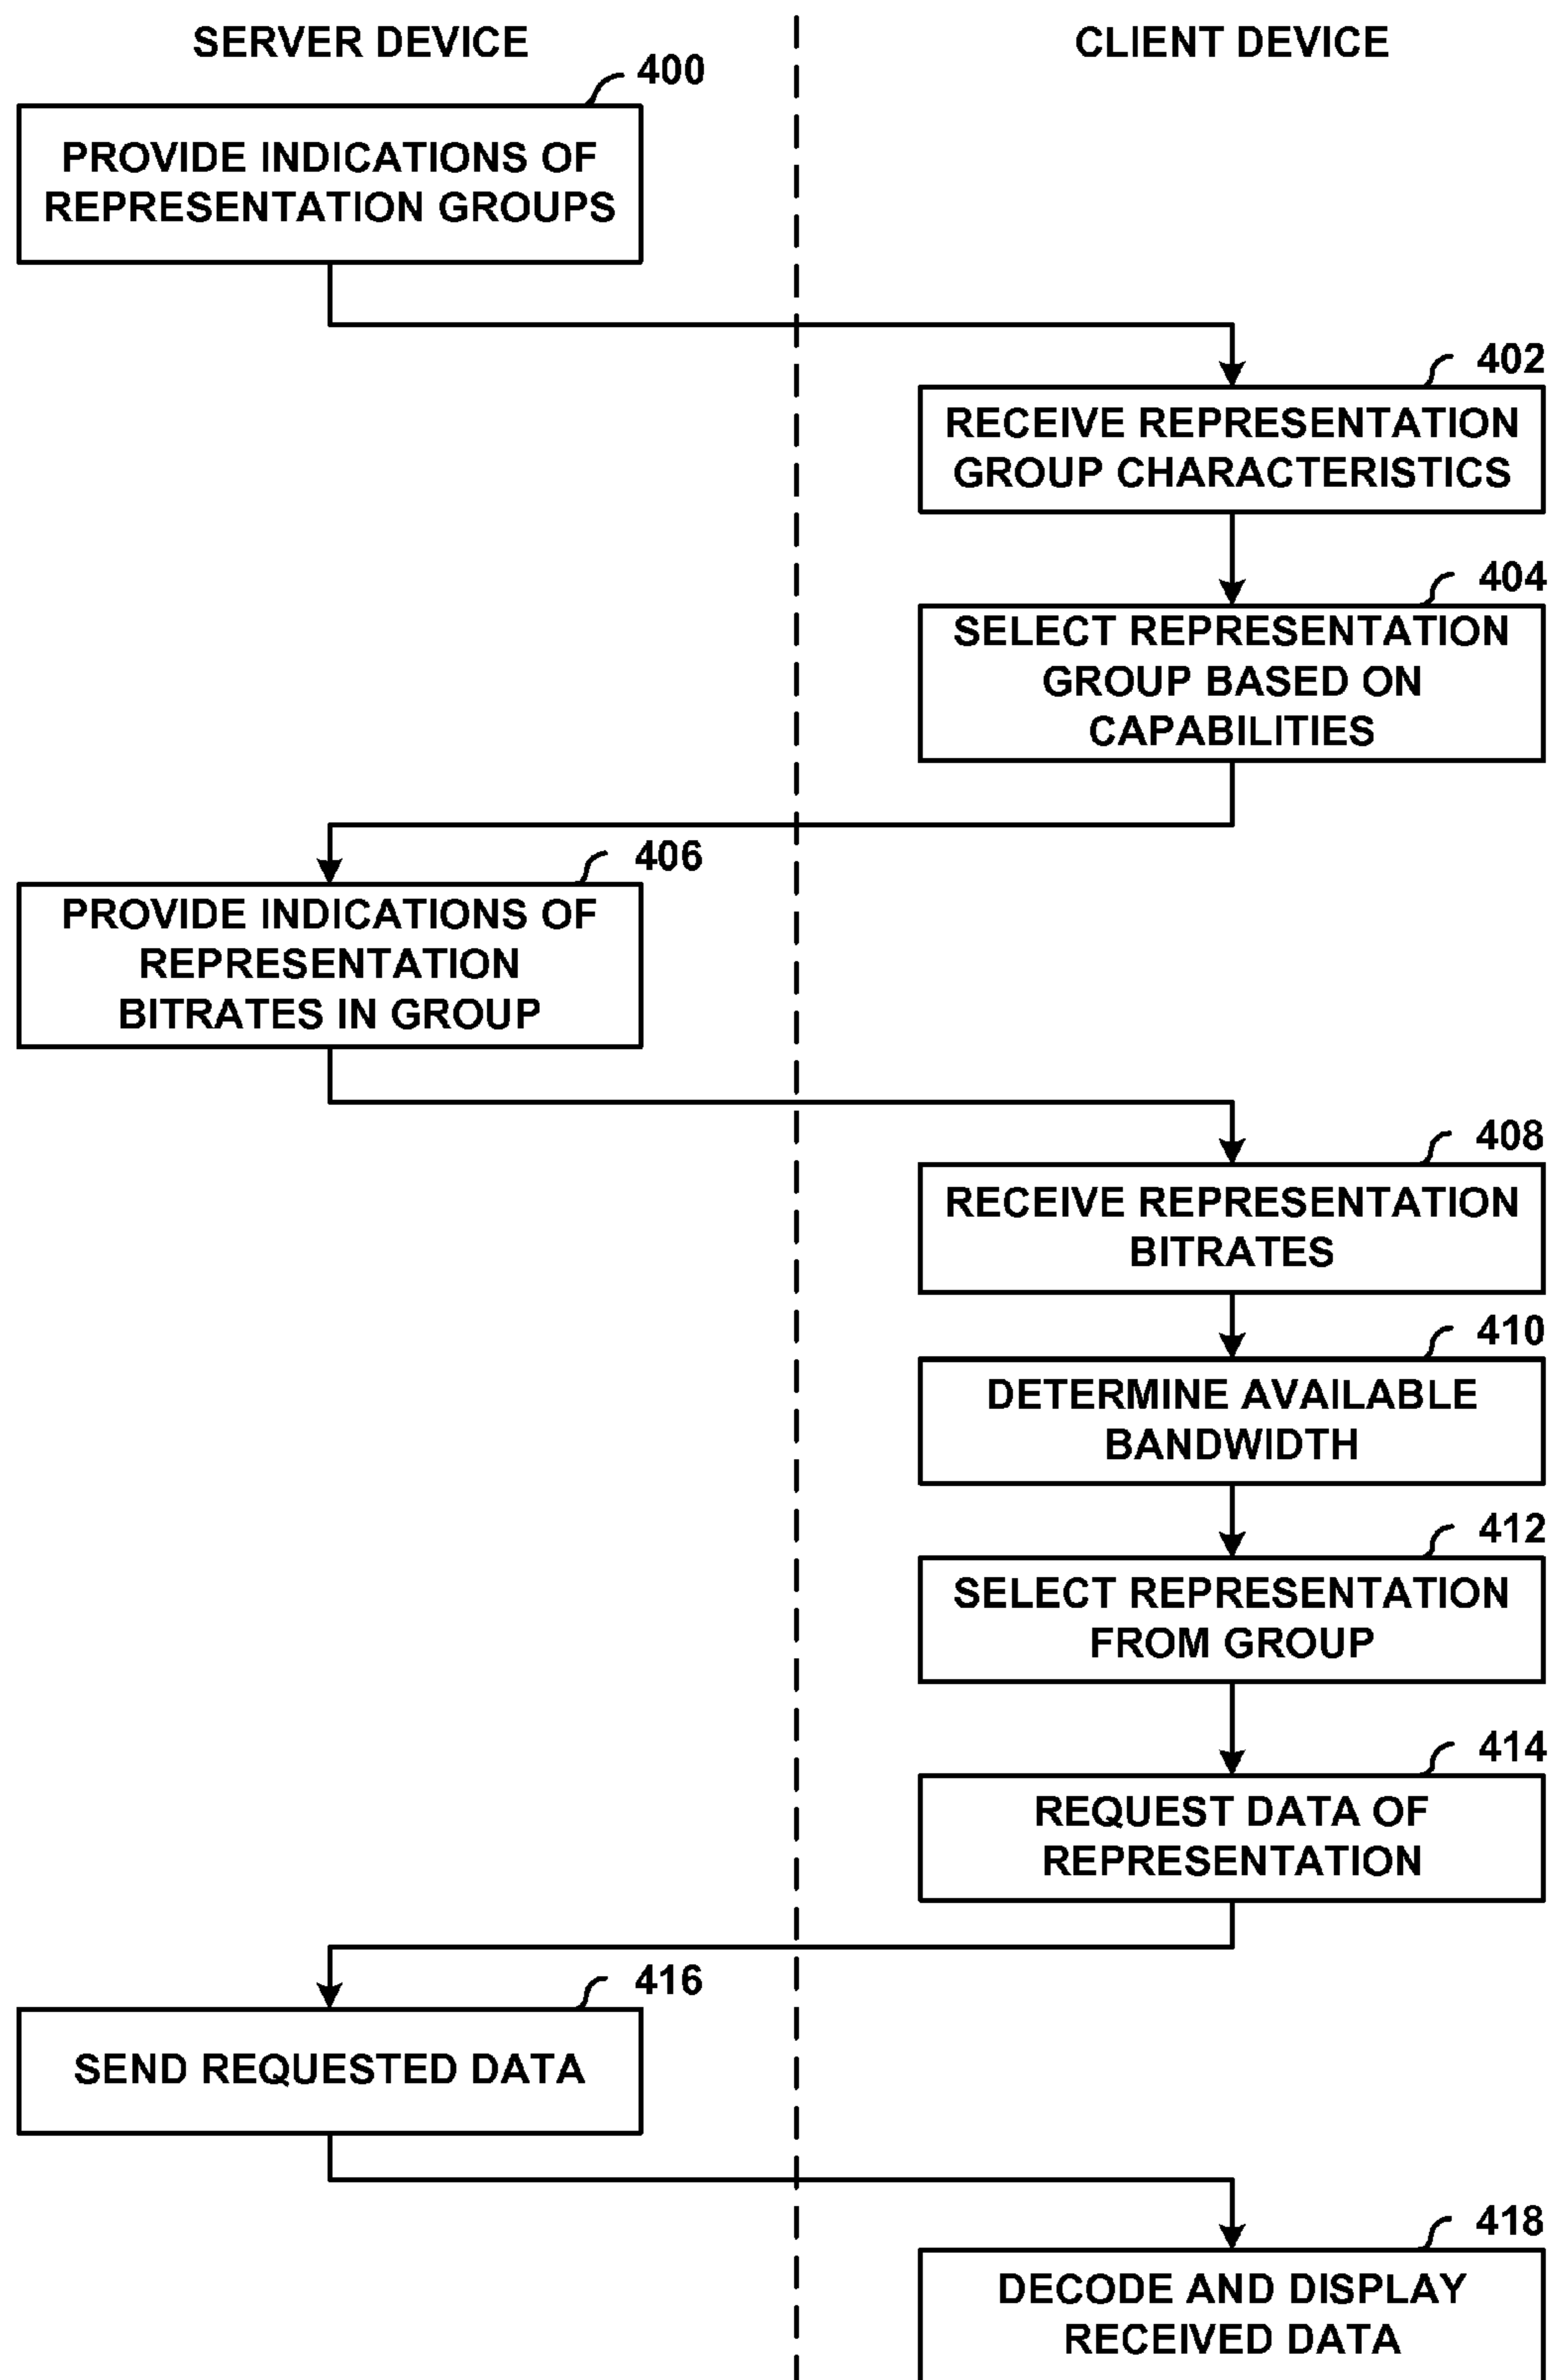 SERVER DEVICE
CLIENT DEVICE
400
PROVIDE INDICATIONS OF
REPRESENTATION GROUPS
402
RECEIVE REPRESENTATION
GROUP CHARACTERISTICS
404
SELECT REPRESENTATION
GROUP BASED ON
CAPABILITIES
406
PROVIDE INDICATIONS OF
REPRESENTATION
BITRATES IN GROUP
408
RECEIVE REPRESENTATION
BITRATES
410
DETERMINE AVAILABLE
BANDWIDTH
412
SELECT REPRESENTATION
FROM GROUP
414
REQUEST DATA OF
REPRESENTATION
416
SEND REQUESTED DATA
418
DECODE AND DISPLAY
RECEIVED DATA